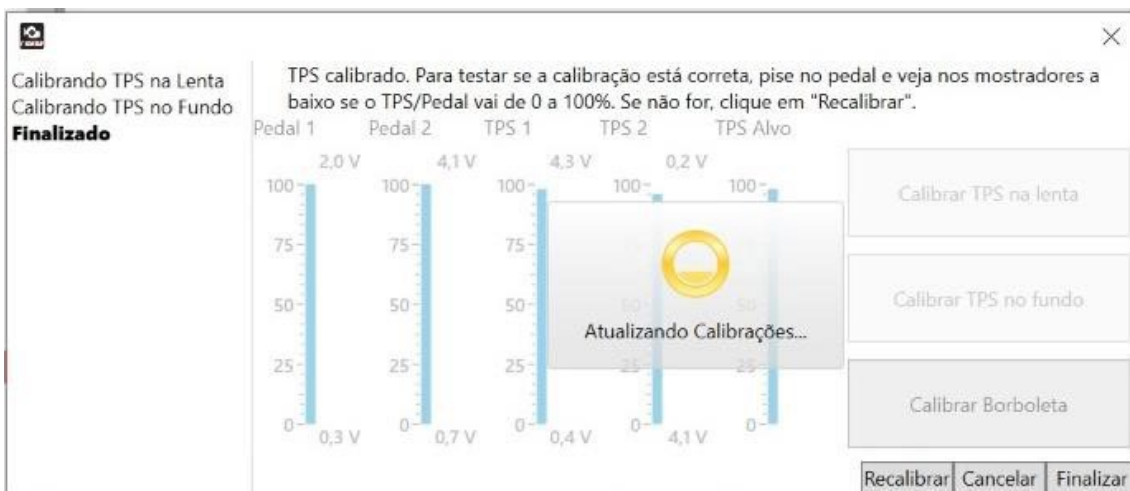 Calibrando TPS na Lenta
Calibrando TPS no Fundo
Finalizado
TPS calibrado. Para testar se a calibração está correta, pise no pedal e veja nos mostradores a
baixo se o TPS/Pedal vai de 0 a 100%. Se não for, clique em "Recalibrar".
Pedal 1 Pedal 2 TPS 1 TPS 2 TPS Alvo
2,0 V 4,1 V 4,3 V 0,2 V
100 100 100 100 100
75 75 75
50 50 50 50 50
25 25 25 25 25
0 0 0 0 0
0,3 V 0,7 V 0,4 V 4,1 V
Atualizando Calibrações...
Calibrar TPS na lenta
Calibrar TPS no fundo
Calibrar Borboleta
Recalibrar Cancelar Finalizar